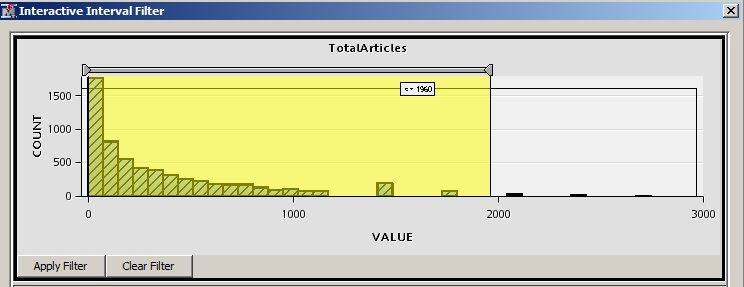 Interactive Interval Filter
TotalArticles
<= 1960
1500
1000
500
0
COUNT
0 1000 2000 3000
VALUE
Apply Filter Clear Filter